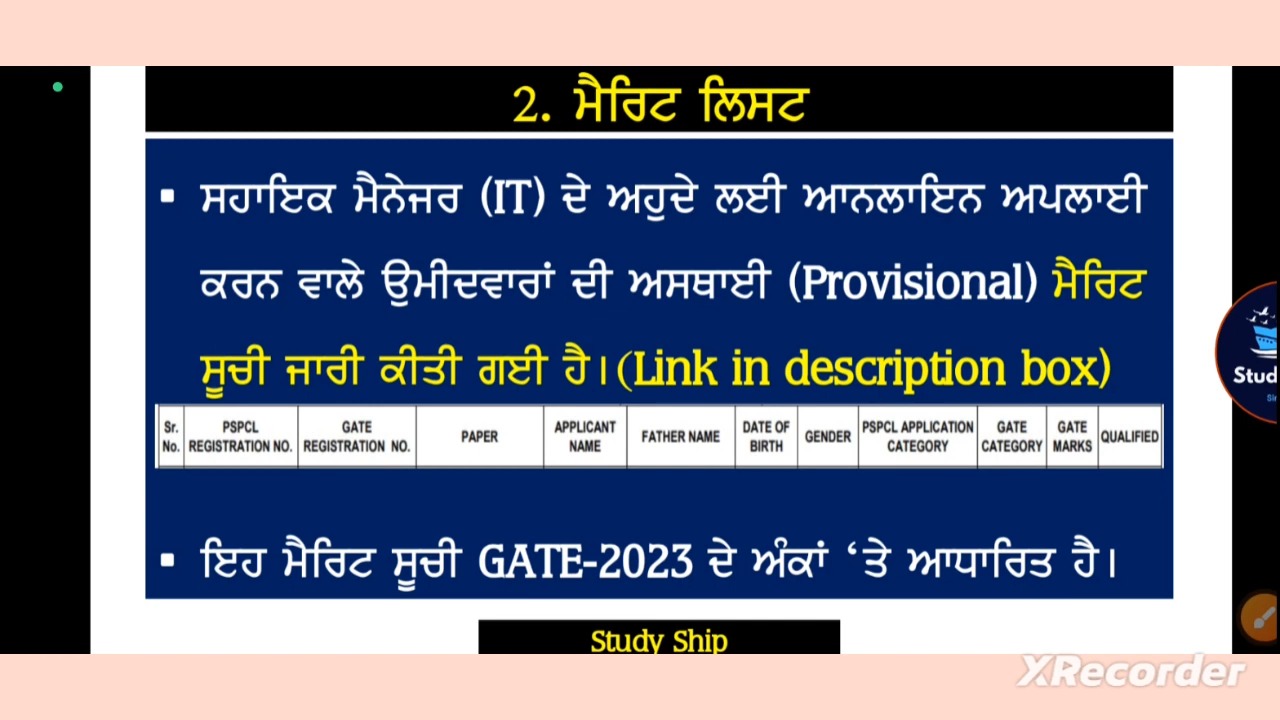 2. ਮੈਰਿਟ ਲਿਸਟ
▪ ਸਹਾਇਕ ਮੈਨੇਜਰ (IT) ਦੇ ਅਹੁਦੇ ਲਈ ਆਨਲਾਇਨ ਅਪਲਾਈ
ਕਰਨ ਵਾਲੇ ਉਮੀਦਵਾਰਾਂ ਦੀ ਅਸਥਾਈ (Provisional) ਮੈਰਿਟ
ਸੂਚੀ ਜਾਰੀ ਕੀਤੀ ਗਈ ਹੈ। (Link in description box)
Sr. No. PSPCL REGISTRATION NO. GATE REGISTRATION NO. PAPER APPLICANT NAME FATHER NAME DATE OF BIRTH GENDER PSPCL APPLICATION CATEGORY GATE CATEGORY GATE MARKS QUALIFIED
▪ ਇਹ ਮੈਰਿਟ ਸੂਚੀ GATE-2023 ਦੇ ਅੰਕਾਂ ‘ਤੇ ਆਧਾਰਿਤ ਹੈ।
Study Ship
XRecorder